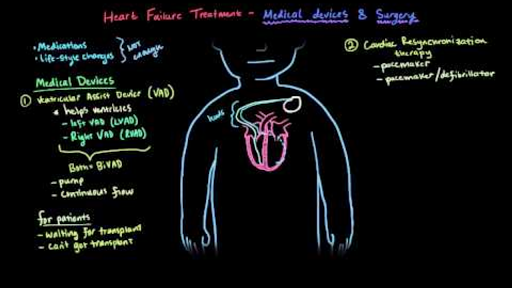 Heart Failure Treatment - Medical devices & Surgery
• Medications
• Life-style changes
not enough
Medical Devices
① Ventricular Assist Device (VAD)
* helps ventricles
- Left VAD (LVAD)
- Right VAD (RVAD)
Both = BiVAD
- pump
- continuous flow
for patients
- waiting for transplant
- can't get transplant
leads
② Cardiac Resynchronization
therapy
- pacemaker
- pacemaker/defibrillator